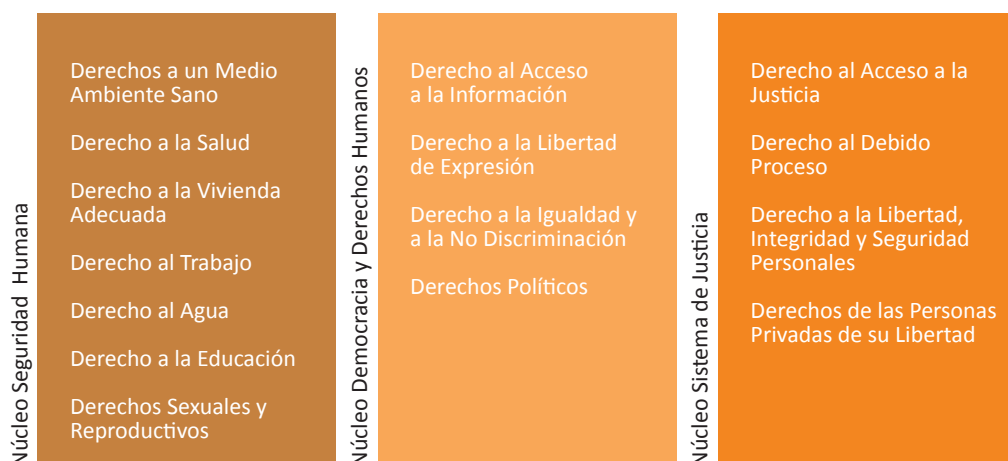 Núcleo Seguridad Humana
Derechos a un Medio
Ambiente Sano
Derecho a la Salud
Derecho a la Vivienda
Adecuada
Derecho al Trabajo
Derecho al Agua
Derecho a la Educación
Derechos Sexuales y
Reproductivos
Núcleo Democracia y Derechos Humanos
Derecho al Acceso
a la Información
Derecho a la Libertad
de Expresión
Derecho a la Igualdad y
a la No Discriminación
Derechos Políticos
Núcleo Sistema de Justicia
Derecho al Acceso a la
Justicia
Derecho al Debido
Proceso
Derecho a la Libertad,
Integridad y Seguridad
Personales
Derechos de las Personas
Privadas de su Libertad